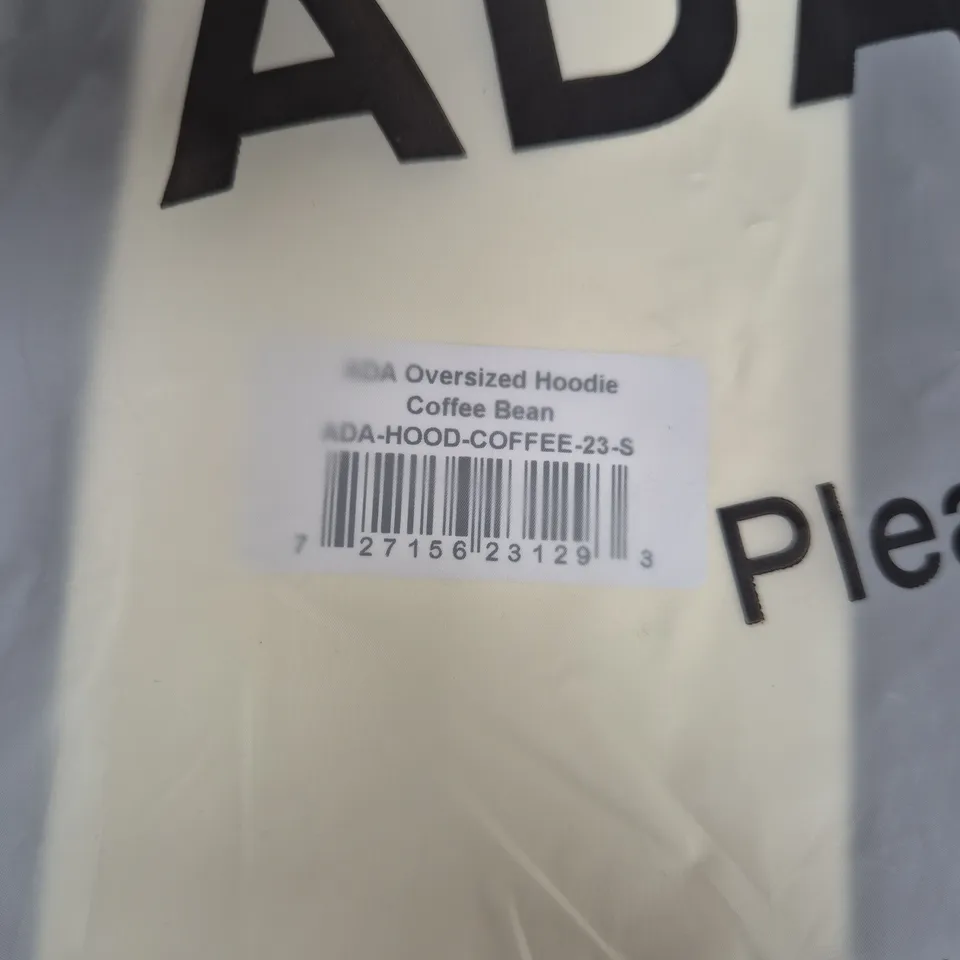 ADA
ADA Oversized Hoodie
Coffee Bean
ADA-HOOD-COFFEE-23-S
7 27156 23129 3
Plea